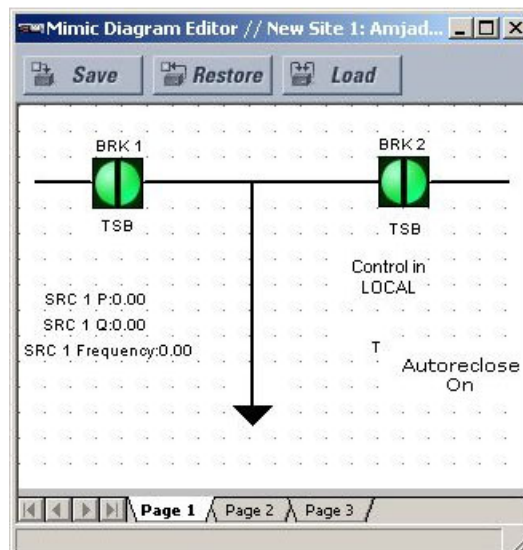 Mimic Diagram Editor // New Site 1: Amjad...
Save Restore Load
BRK 1
BRK 2
TSB
TSB
Control in
LOCAL
SRC 1 P:0.00
SRC 1 Q:0.00
SRC 1 Frequency:0.00
T
Autoreclose
On
Page 1 Page 2 Page 3